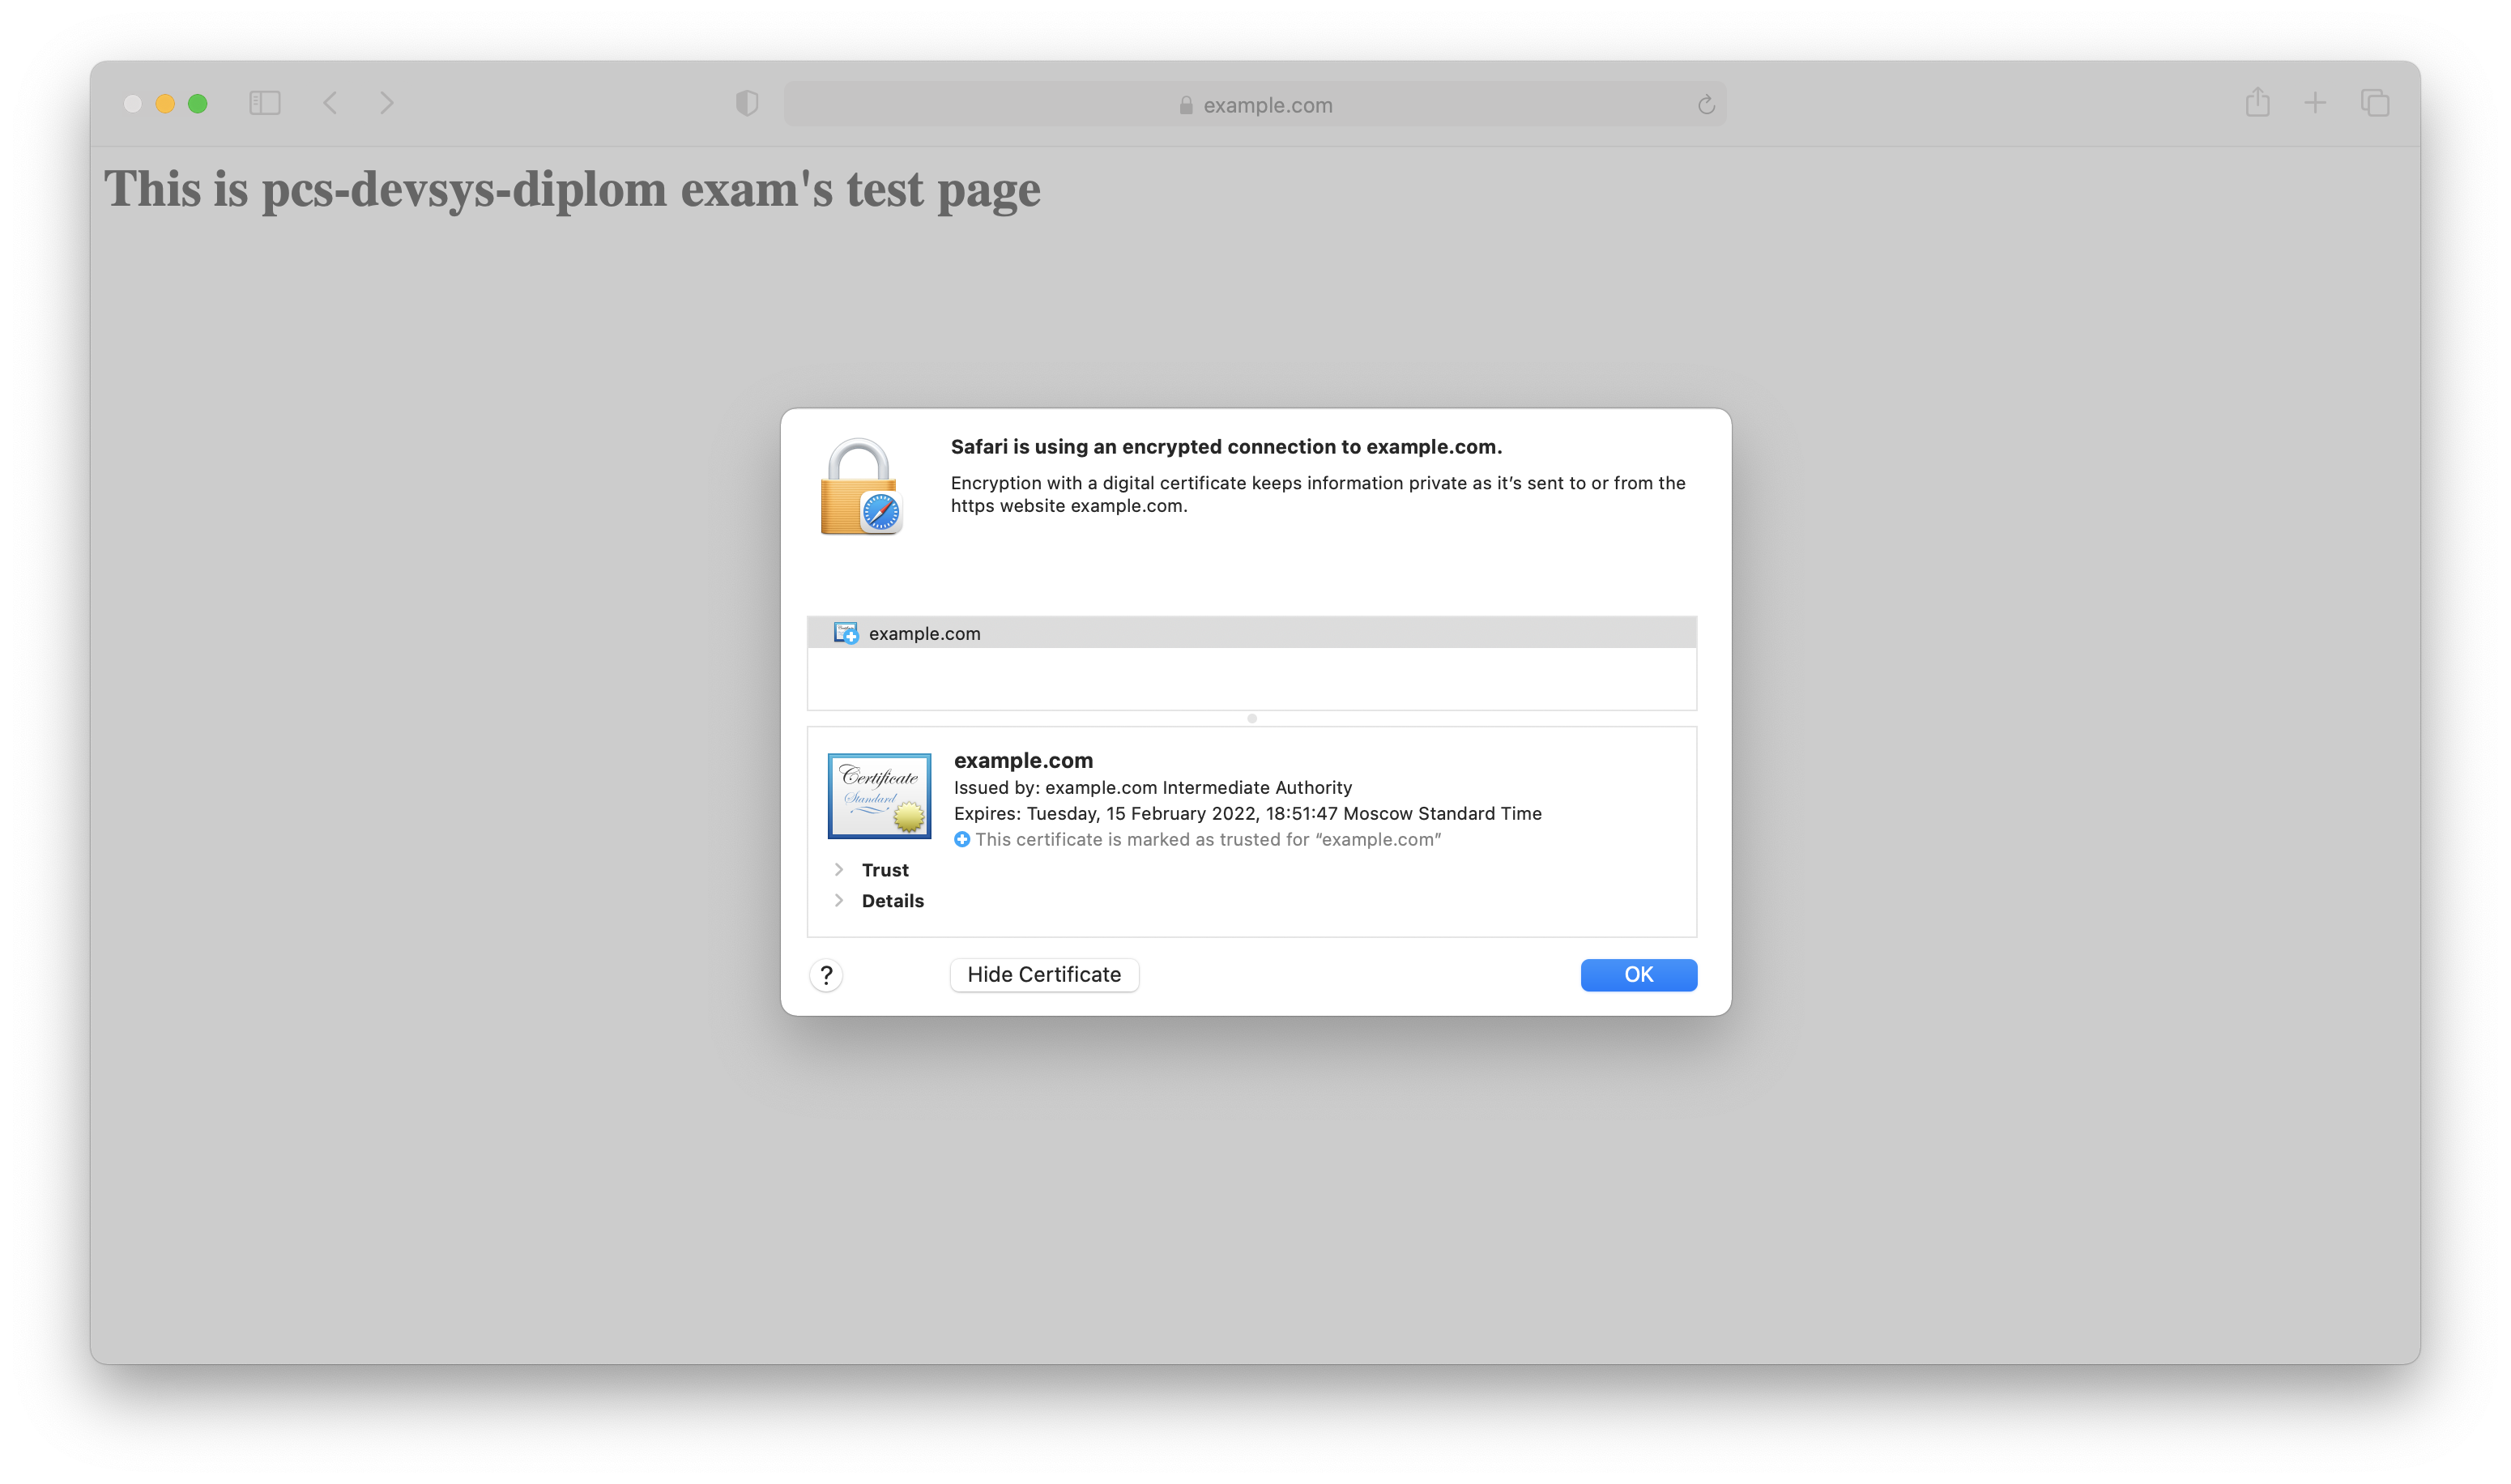 example.com
This is pcs-devsys-diplom exam's test page
Safari is using an encrypted connection to example.com.
Encryption with a digital certificate keeps information private as it’s sent to or from the
https website example.com.
example.com
Certificate
Standard
example.com
Issued by: example.com Intermediate Authority
Expires: Tuesday, 15 February 2022, 18:51:47 Moscow Standard Time
This certificate is marked as trusted for “example.com”
Trust
Details
?
Hide Certificate
OK